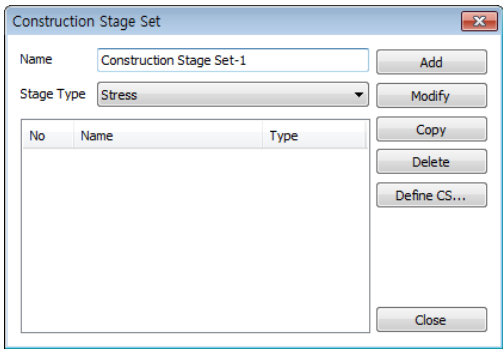 Construction Stage Set
Name Construction Stage Set-1 Add
Stage Type Stress Modify
No Name Type Copy
Delete
Define CS...
Close